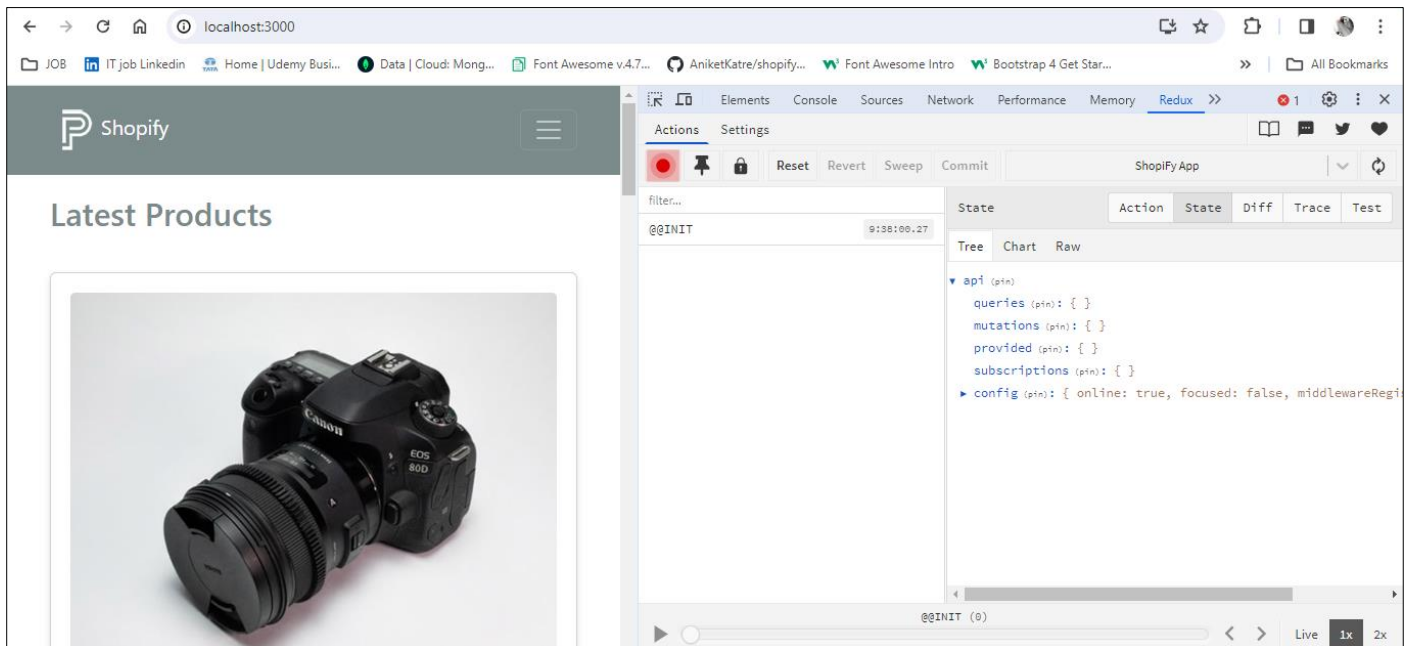 localhost:3000
JOB IT job Linkedin Home | Udemy Busi... Data | Cloud: Mong... Font Awesome v.4.7... AniketKatre/shopify... Font Awesome Intro Bootstrap 4 Get Star... » All Bookmarks
Shopify
Latest Products
Canon
EOS
80D
A
Elements Console Sources Network Performance Memory Redux 1
Actions Settings
Reset Revert Sweep Commit ShopiFy App
filter...
@@INIT 9:38:00.27
State Action State Diff Trace Test
Tree Chart Raw
api (pin)
queries (pin): { }
mutations (pin): { }
provided (pin): { }
subscriptions (pin): { }
config (pin): { online: true, focused: false, middlewareRegi
@@INIT (0)
Live 1x 2x